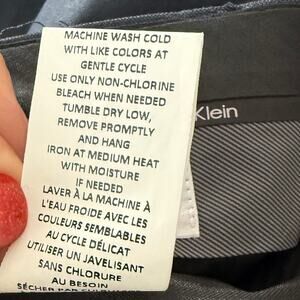 MACHINE WASH COLD
WITH LIKE COLORS AT
GENTLE CYCLE
USE ONLY NON-CHLORINE
BLEACH WHEN NEEDED
TUMBLE DRY LOW,
REMOVE PROMPTLY
AND HANG
IRON AT MEDIUM HEAT
WITH MOISTURE
IF NEEDED
LAVER À LA MACHINE À
L'EAU FROIDE AVEC LES
COULEURS SEMBLABLES
AU CYCLE DÉLICAT
UTILISER UN JAVELISANT
SANS CHLORURE
AU BESOIN
SÉCHER PAR
Klein